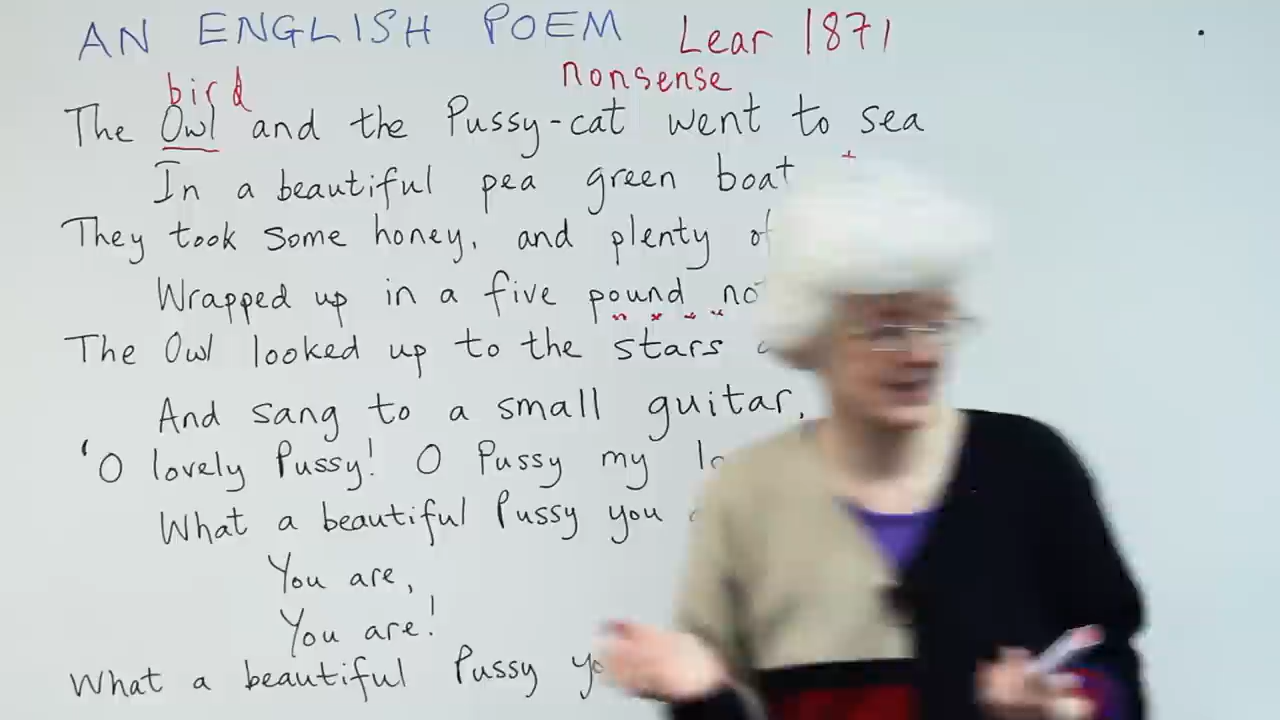 AN ENGLISH POEM Lear 1871
bird nonsense
The Owl and the Pussy-cat went to sea
In a beautiful pea green boat
They took some honey, and plenty of
Wrapped up in a five pound
The Owl looked up to the stars
And sang to a small guitar,
'O lovely Pussy! O Pussy my
What a beautiful Pussy you
You are,
You are!
What a beautiful Pussy